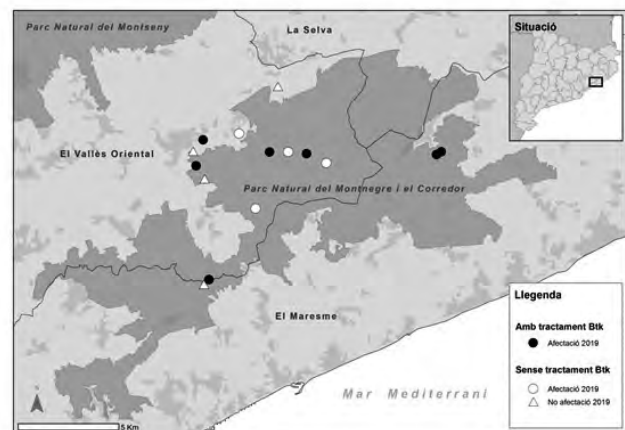 Parc Natural del Montseny
La Selva
Situació
El Vallès Oriental
Parc Natural del Montnegre i el Corredor
El Maresme
Mar Mediterrani
5 Km
Llegenda
Amb tractament Btk
Afectació 2019
Sense tractament Btk
Afectació 2019
No afectació 2019